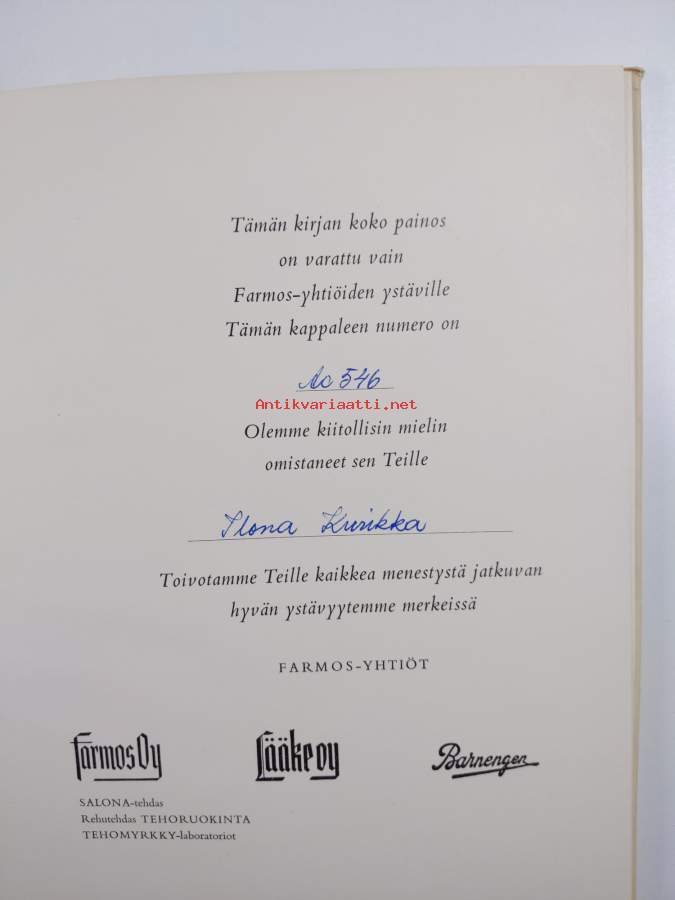 Tämän kirjan koko painos
on varattu vain
Farmos-yhtiöiden ystäville
Tämän kappaleen numero on
Ao 546
Antikvariaatti.net
Olemme kiitollisin mielin
omistaneet sen Teille
Ilona Kurikka
Toivotamme Teille kaikkea menestystä jatkuvan
hyvän ystävyytemme merkeissä
FARMOS-YHTIÖT
Farmos Oy
Lääke oy
Barnengen
SALONA-tehdas
Rehutehdas TEHORUOKINTA
TEHOMYRKKY-laboratoriot